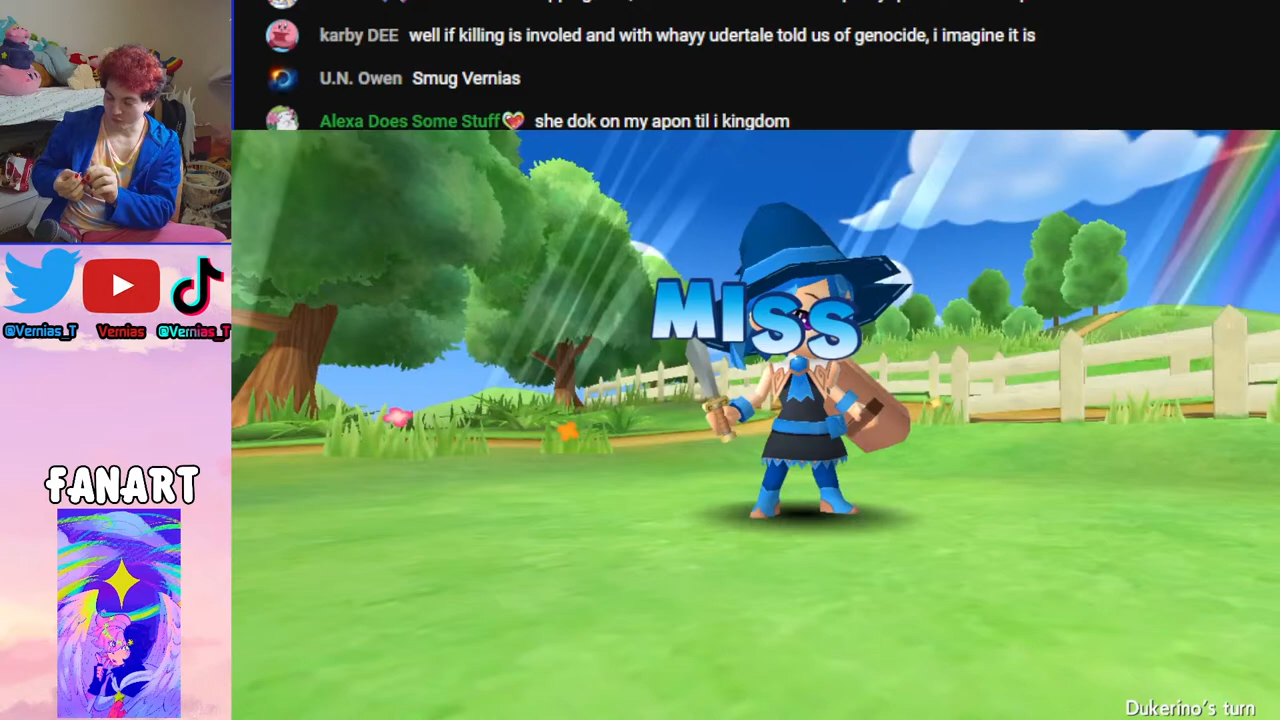 karby DEE well if killing is involed and with whayy udertale told us of genocide, i imagine it is
U.N. Owen Smug Vernias
Alexa Does Some Stuff she dok on my apon til i kingdom
MISS
@Vernias_T Vernias @Vernias_T
FANART
Dukerino's turn